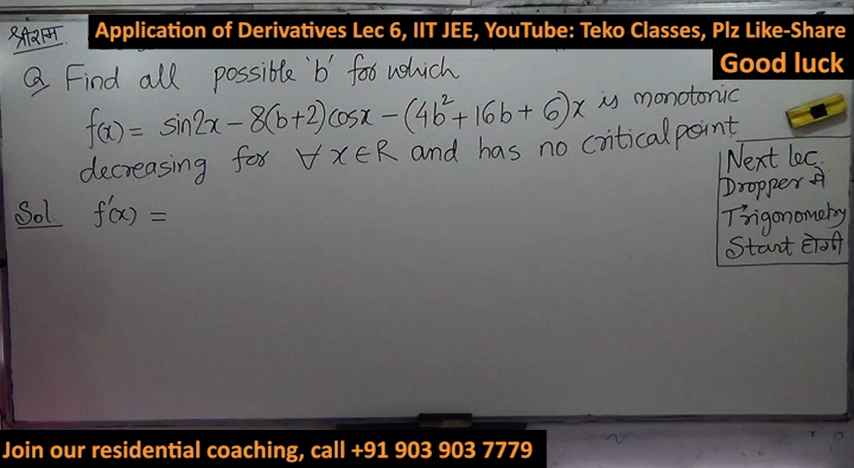 श्रीराम
Application of Derivatives Lec 6, IIT JEE, YouTube: Teko Classes, Plz Like-Share
Good luck
Q Find all possible 'b' for which
f(x) = sin2x – 8(b+2)cosx – (4b²+16b+6)x is monotonic
decreasing for ∀ x∈R and has no critical point
Next lec.
Dropper में
Trigonometry
Start होगी
Sol. f'(x) =
Join our residential coaching, call +91 903 903 7779